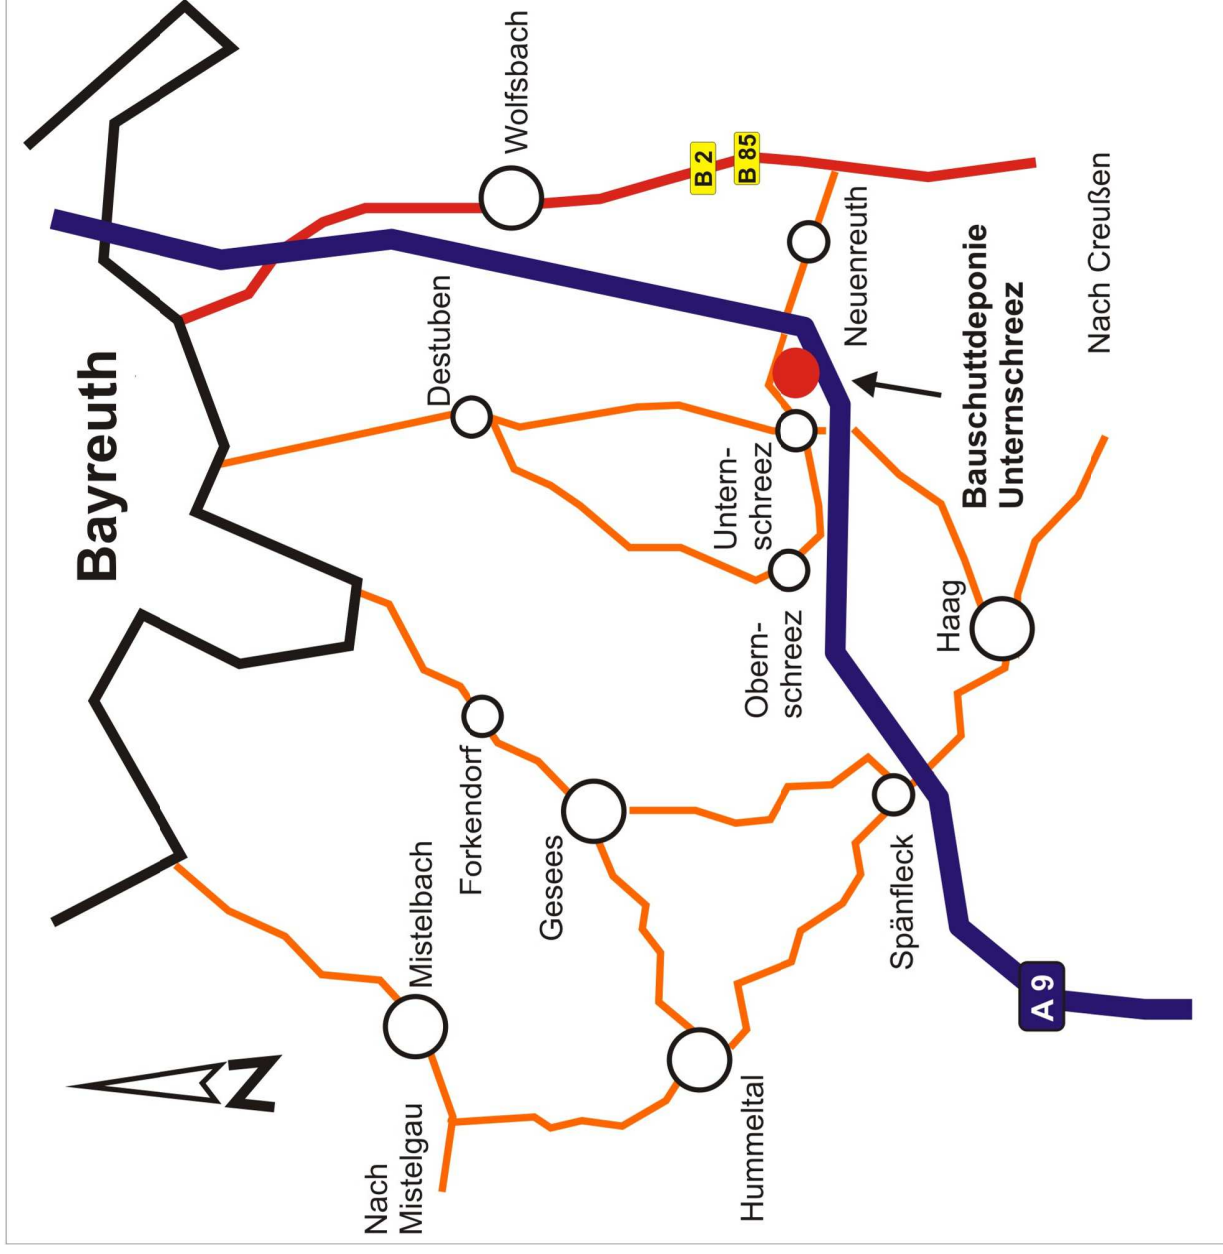 Bayreuth
Wolfsbach
B 2
B 85
Destuben
Neuenreuth
Untern-
schreez
Obern-
schreez
Bauschuttdeponie
Unternschreez
Nach Creußen
Haag
Forkendorf
Gesees
Mistelbach
Spänfleck
A 9
Nach
Mistelgau
Hummeltal
N